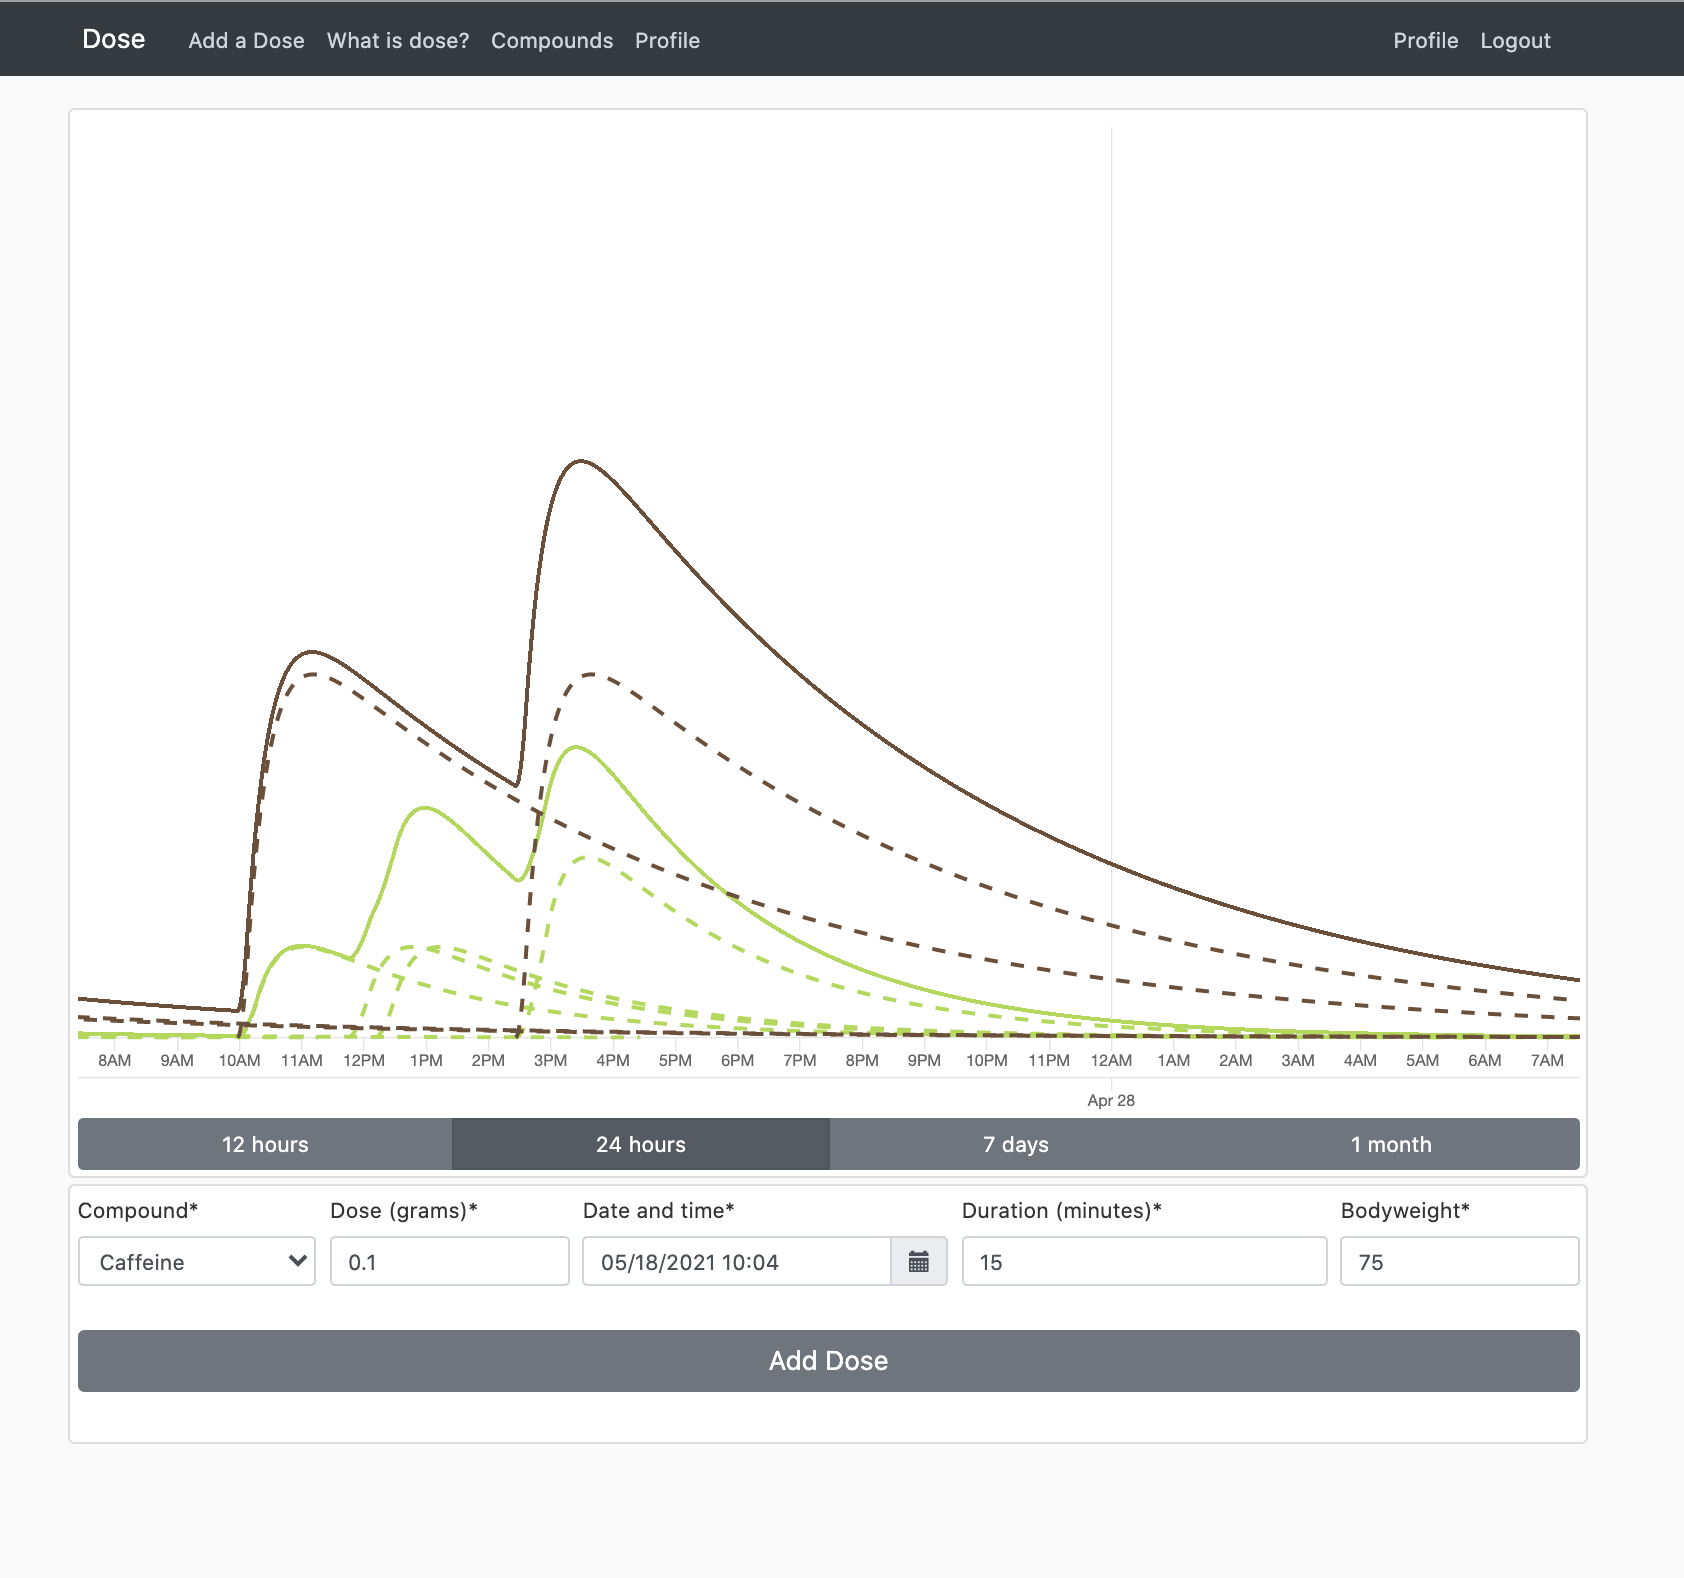 Dose Add a Dose What is dose? Compounds Profile Profile Logout
8AM 9AM 10AM 11AM 12PM 1PM 2PM 3PM 4PM 5PM 6PM 7PM 8PM 9PM 10PM 11PM 12AM 1AM 2AM 3AM 4AM 5AM 6AM 7AM
Apr 28
12 hours 24 hours 7 days 1 month
Compound* Dose (grams)* Date and time* Duration (minutes)* Bodyweight*
Caffeine 0.1 05/18/2021 10:04 15 75
Add Dose